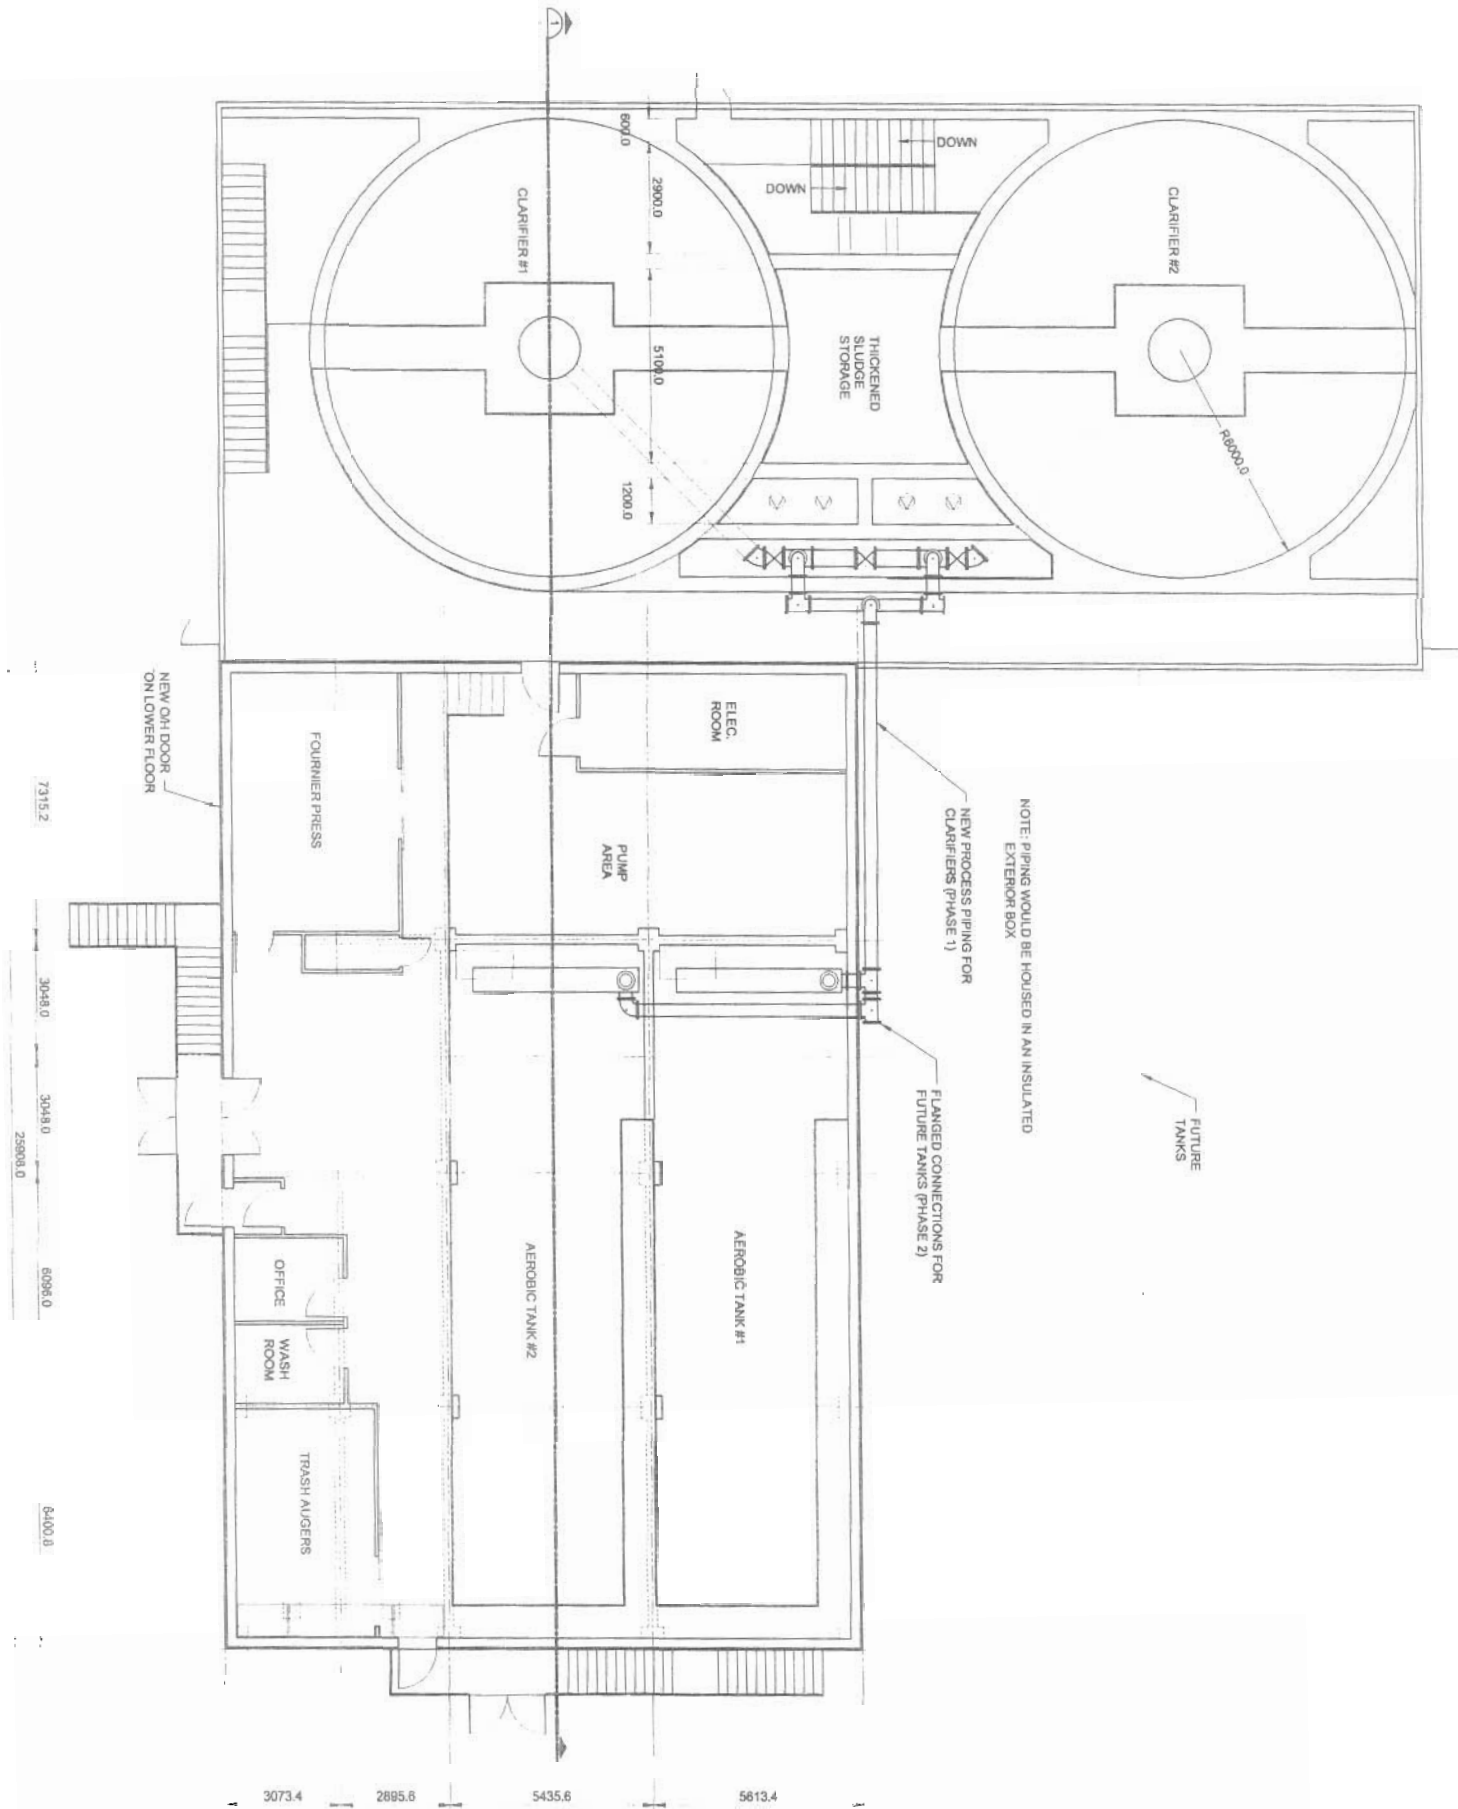 1
DOWN
DOWN
600.0
2900.0
5100.0
1200.0
CLARIFIER #1
CLARIFIER #2
THICKENED
SLUDGE
STORAGE
R6000.0
NEW O/H DOOR
ON LOWER FLOOR
FOURNIER PRESS
ELEC.
ROOM
PUMP
AREA
NEW PROCESS PIPING FOR
CLARIFIERS (PHASE 1)
NOTE: PIPING WOULD BE HOUSED IN AN INSULATED
EXTERIOR BOX
FLANGED CONNECTIONS FOR
FUTURE TANKS (PHASE 2)
FUTURE
TANKS
AEROBIC TANK #2
AEROBIC TANK #1
OFFICE
WASH
ROOM
TRASH AUGERS
7315.2
3048.0
3048.0
6096.0
6400.8
25908.0
3073.4
2895.6
5435.6
5613.4